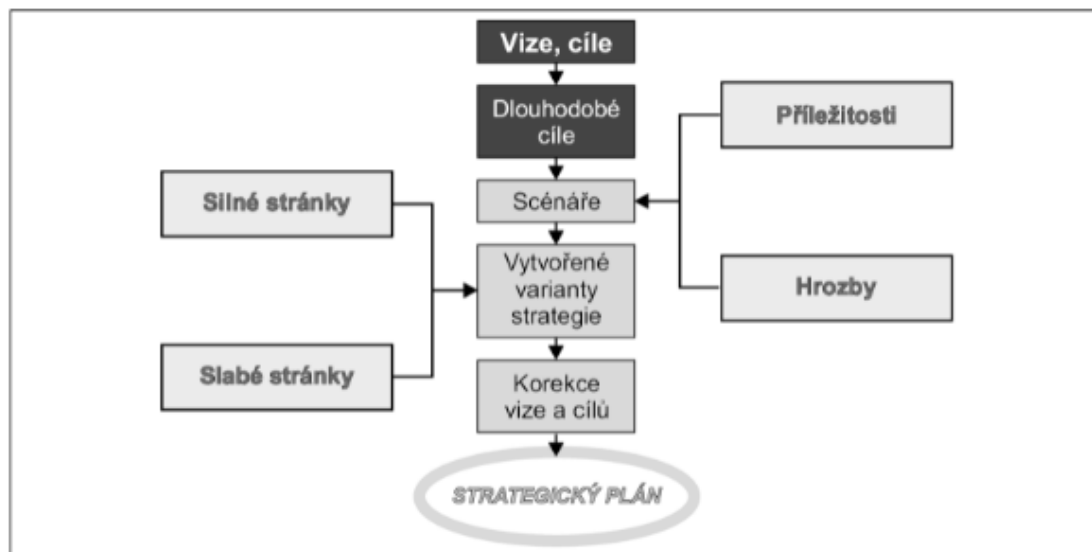 Vize, cíle
Dlouhodobé
cíle
Příležitosti
Silné stránky
Scénáře
Vytvořené
varianty
strategie
Hrozby
Slabé stránky
Korekce
vize a cílů
STRATEGICKÝ PLÁN